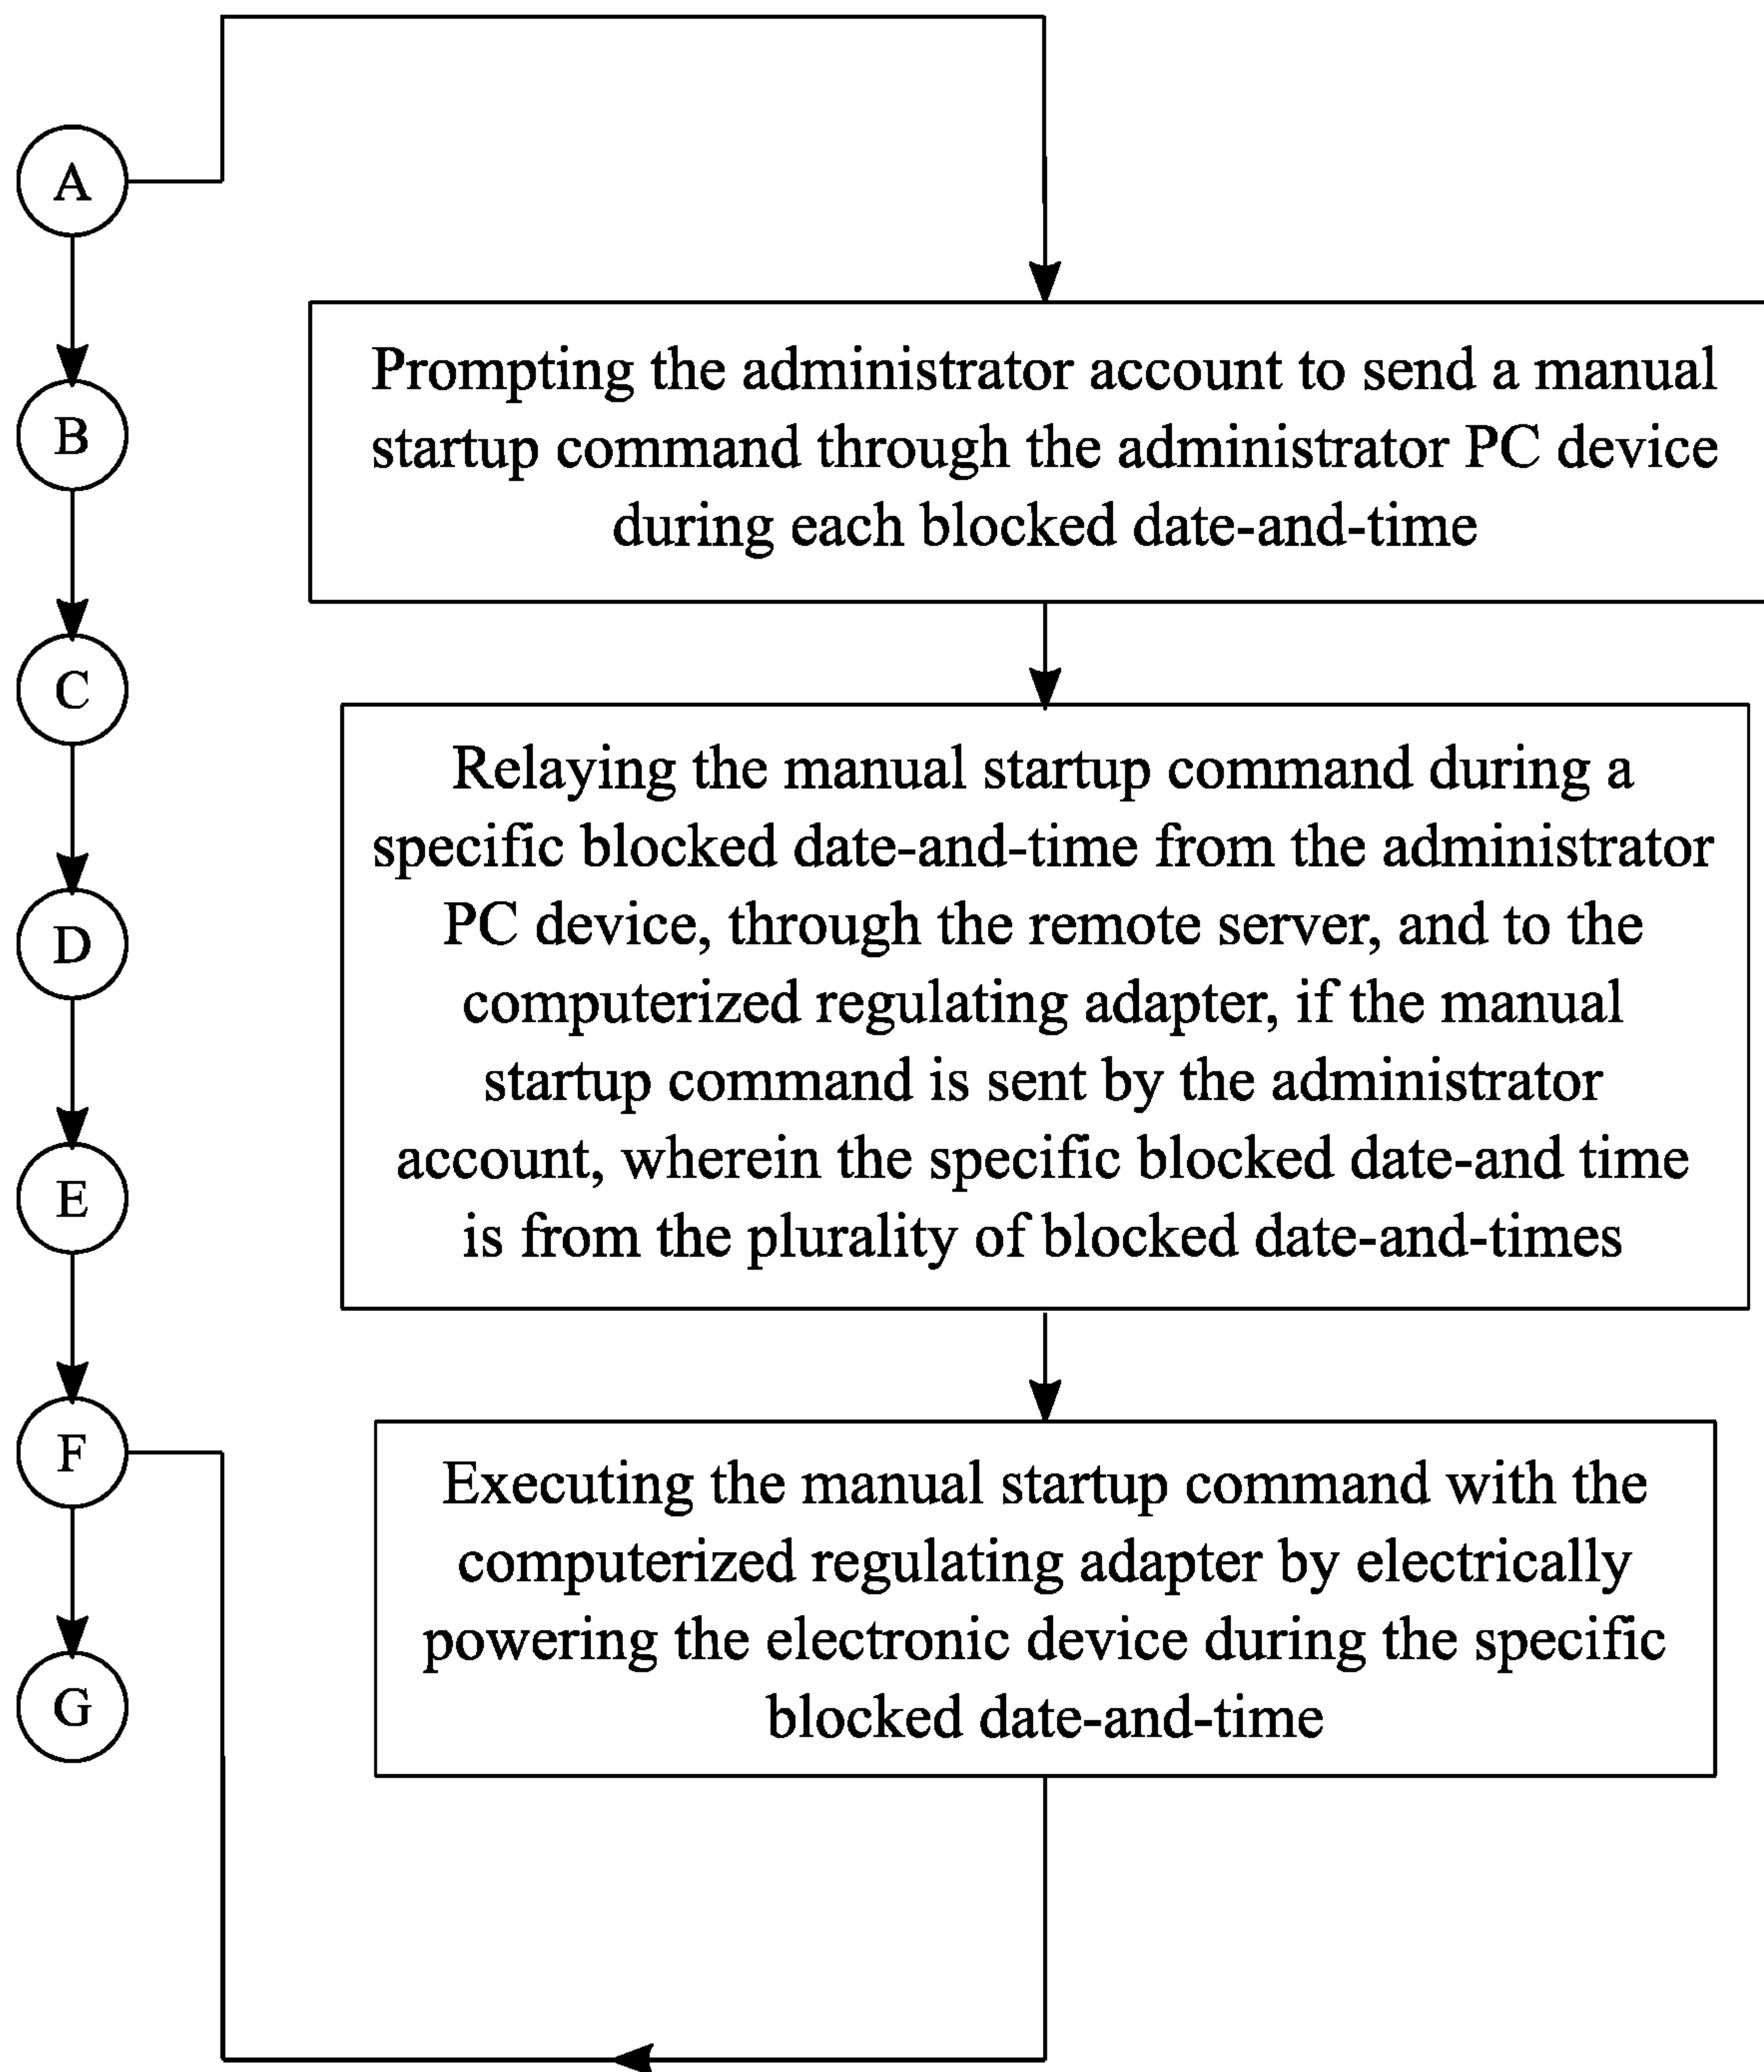 A
B
C
D
E
F
G
Prompting the administrator account to send a manual
startup command through the administrator PC device
during each blocked date-and-time
Relaying the manual startup command during a
specific blocked date-and-time from the administrator
PC device, through the remote server, and to the
computerized regulating adapter, if the manual
startup command is sent by the administrator
account, wherein the specific blocked date-and time
is from the plurality of blocked date-and-times
Executing the manual startup command with the
computerized regulating adapter by electrically
powering the electronic device during the specific
blocked date-and-time